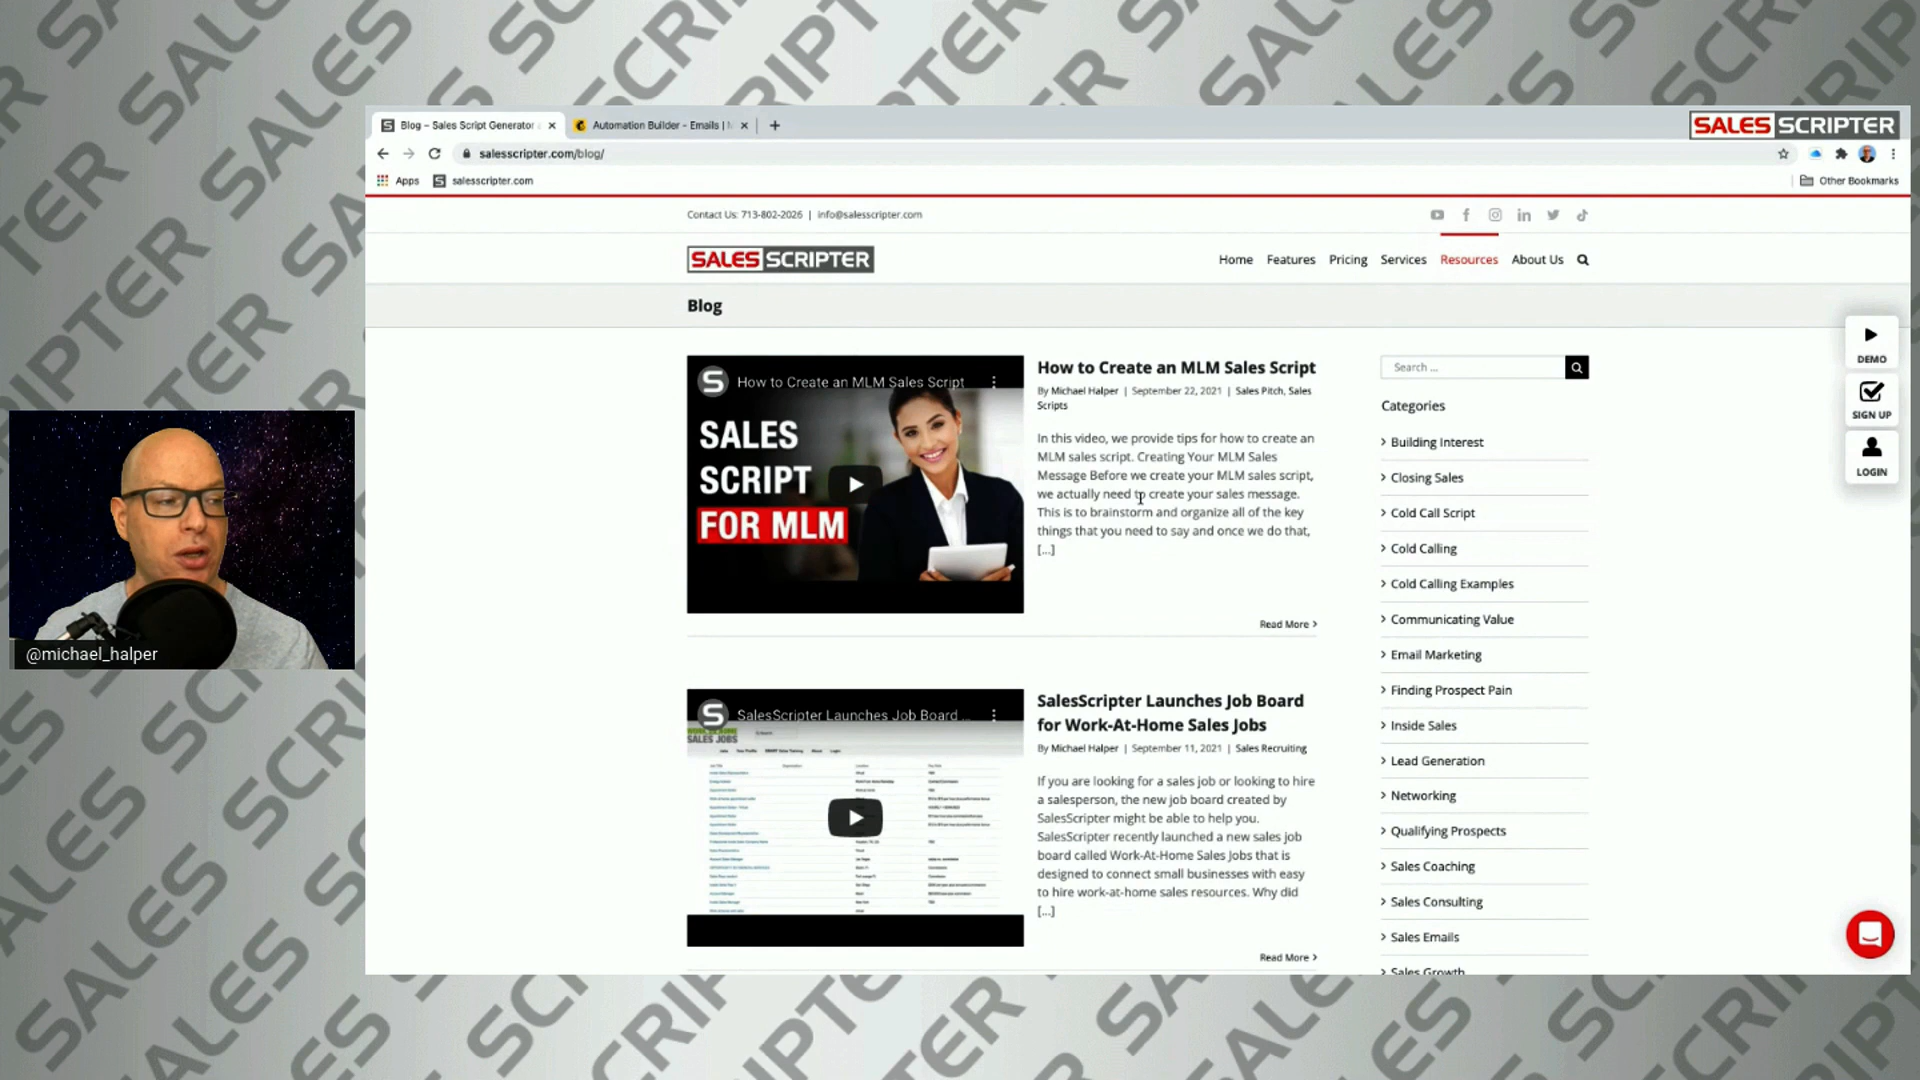 Blog – Sales Script Generator
Automation Builder - Emails |
SALES SCRIPTER
salesscripter.com/blog/
Apps
salesscripter.com
Other Bookmarks
Contact Us: 713-802-2026 | info@salesscripter.com
SALES SCRIPTER
Home
Features
Pricing
Services
Resources
About Us
Blog
How to Create an MLM Sales Script
SALES
SCRIPT
FOR MLM
How to Create an MLM Sales Script
By Michael Halper | September 22, 2021 | Sales Pitch, Sales
Scripts
In this video, we provide tips for how to create an
MLM sales script. Creating Your MLM Sales
Message Before we create your MLM sales script,
we actually need to create your sales message.
This is to brainstorm and organize all of the key
things that you need to say and once we do that,
[...]
Read More >
SalesScripter Launches Job Board ...
SALES JOBS
SalesScripter Launches Job Board
for Work-At-Home Sales Jobs
By Michael Halper | September 11, 2021 | Sales Recruiting
If you are looking for a sales job or looking to hire
a salesperson, the new job board created by
SalesScripter might be able to help you.
SalesScripter recently launched a new sales job
board called Work-At-Home Sales Jobs that is
designed to connect small businesses with easy
to hire work-at-home sales resources. Why did
[...]
Read More >
Search ...
Categories
> Building Interest
> Closing Sales
> Cold Call Script
> Cold Calling
> Cold Calling Examples
> Communicating Value
> Email Marketing
> Finding Prospect Pain
> Inside Sales
> Lead Generation
> Networking
> Qualifying Prospects
> Sales Coaching
> Sales Consulting
> Sales Emails
> Sales Growth
DEMO
SIGN UP
LOGIN
@michael_halper